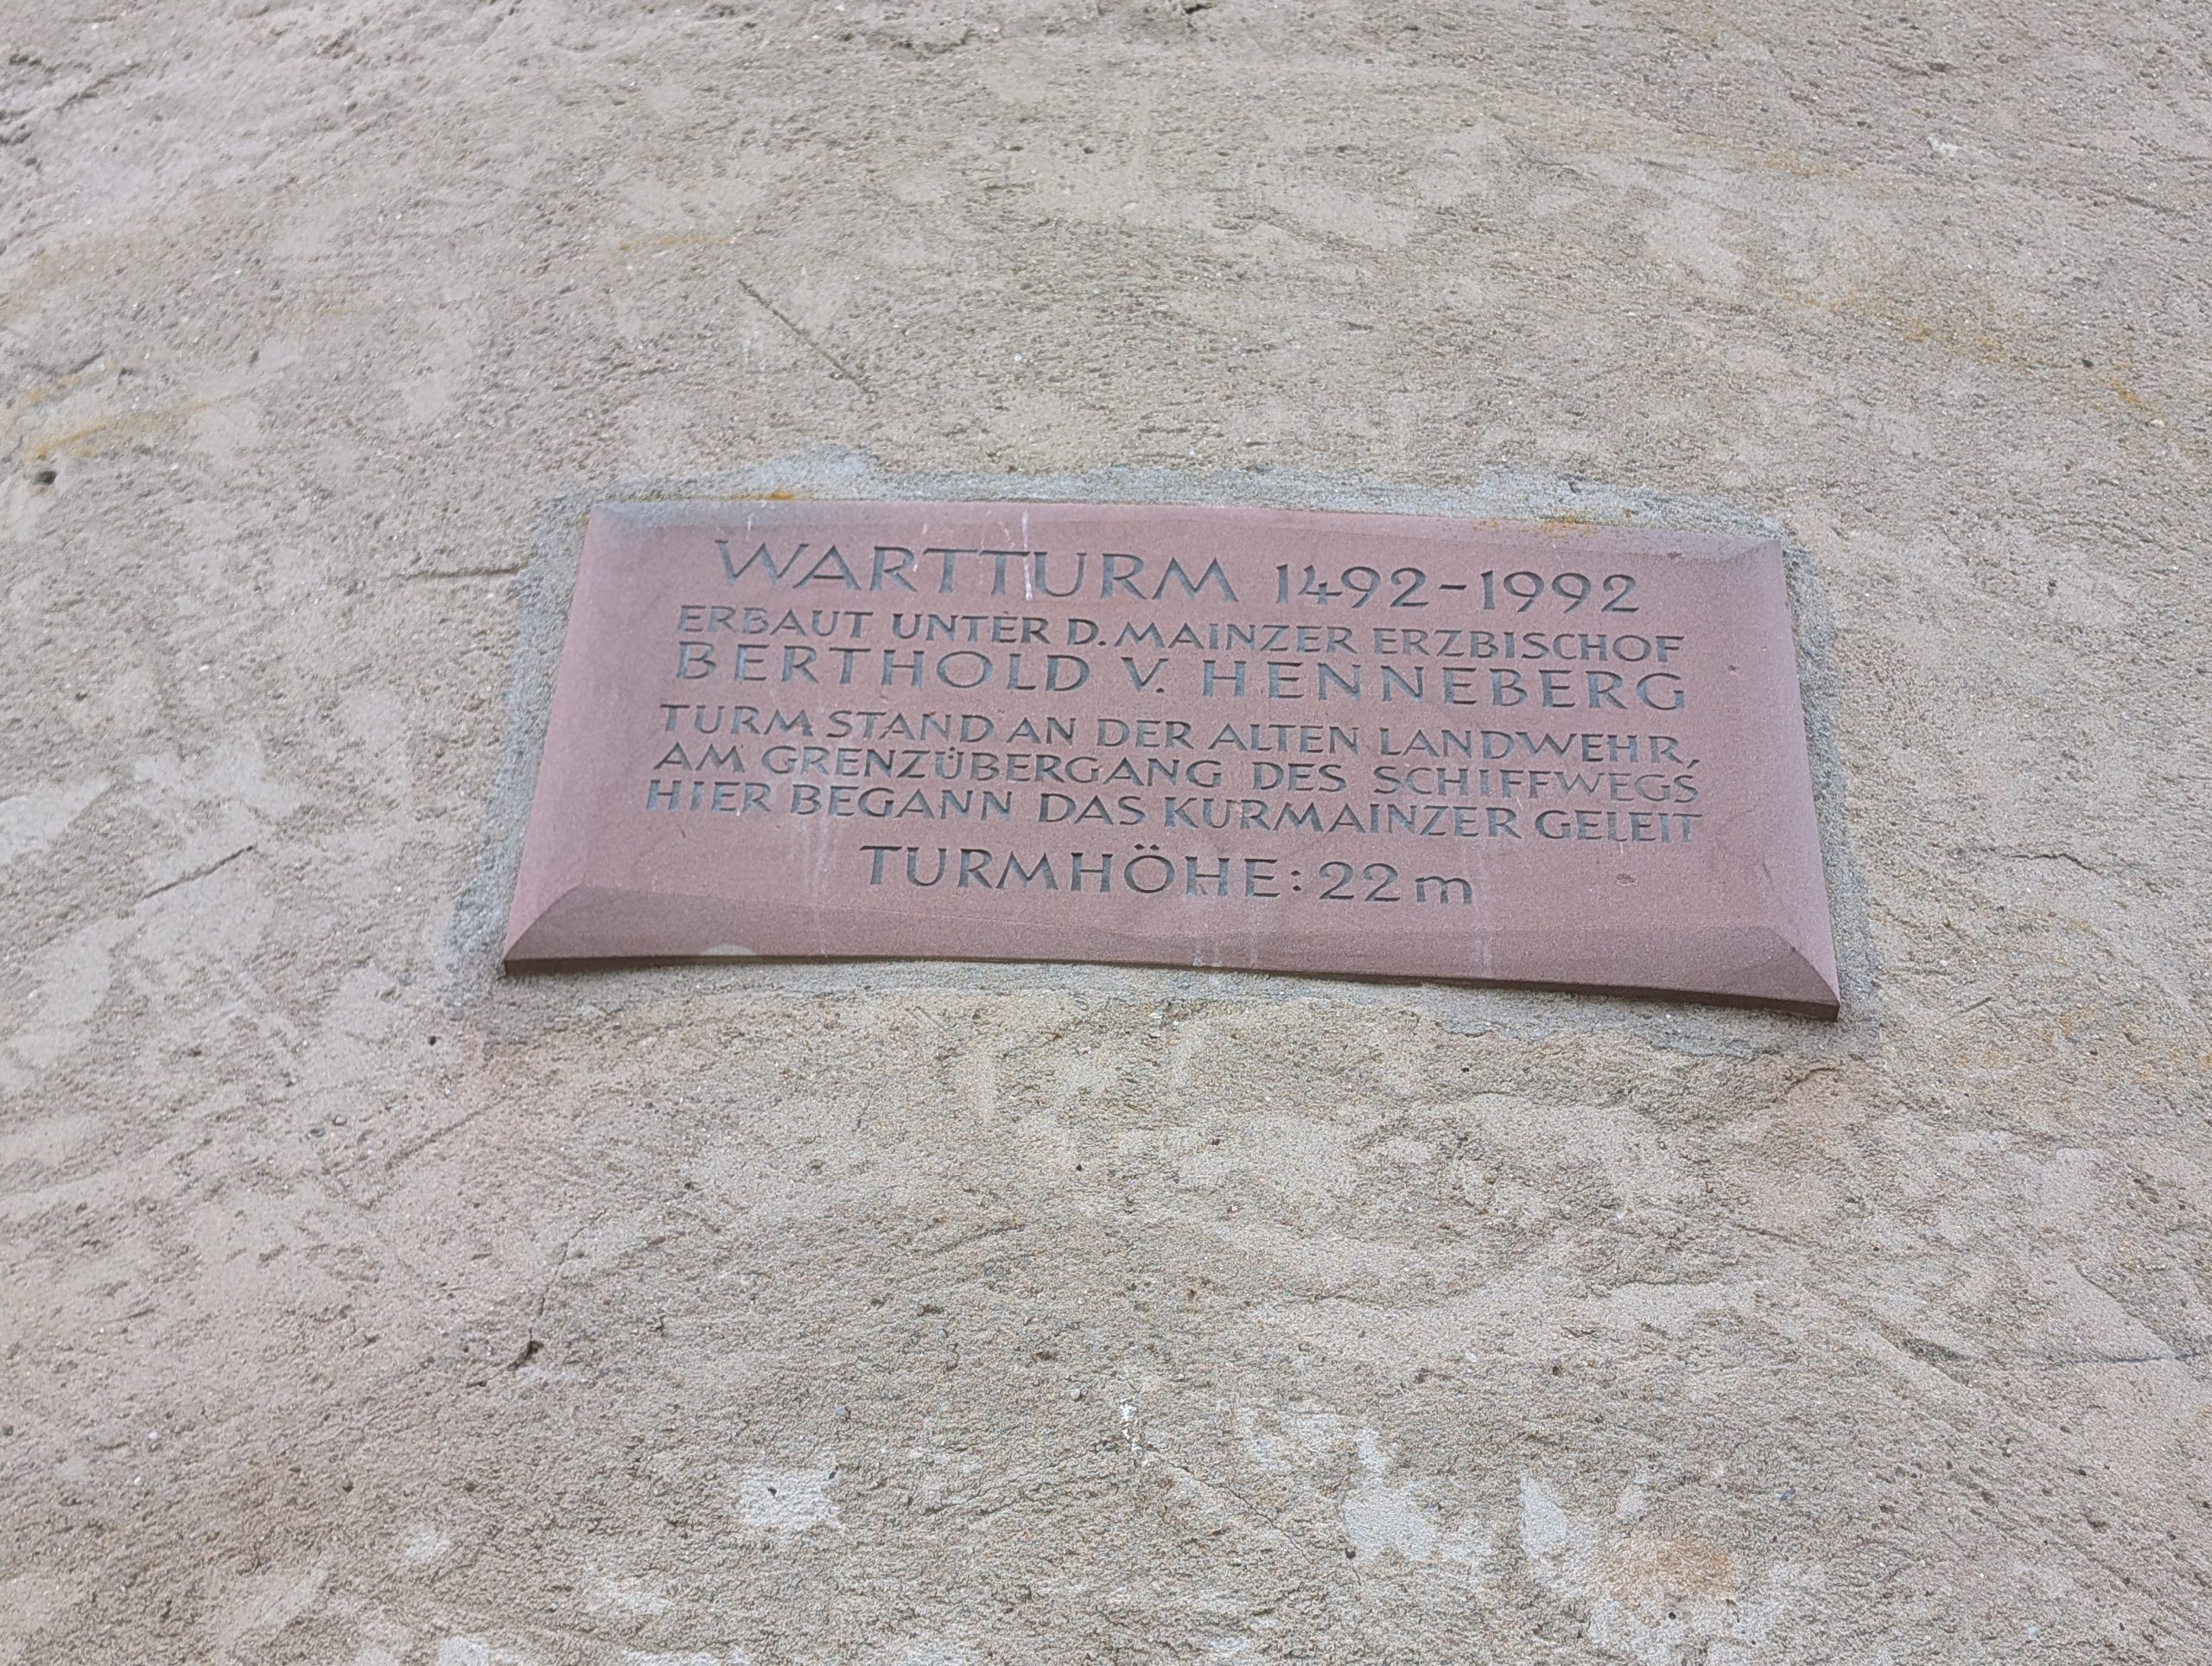 WARTTURM 1492-1992
ERBAUT UNTER D. MAINZER ERZBISCHOF
BERTHOLD V. HENNEBERG
TURM STAND AN DER ALTEN LANDWEHR,
AM GRENZÜBERGANG DES SCHIFFWEGS
HIER BEGANN DAS KURMAINZER GELEIT
TURMHÖHE: 22 m